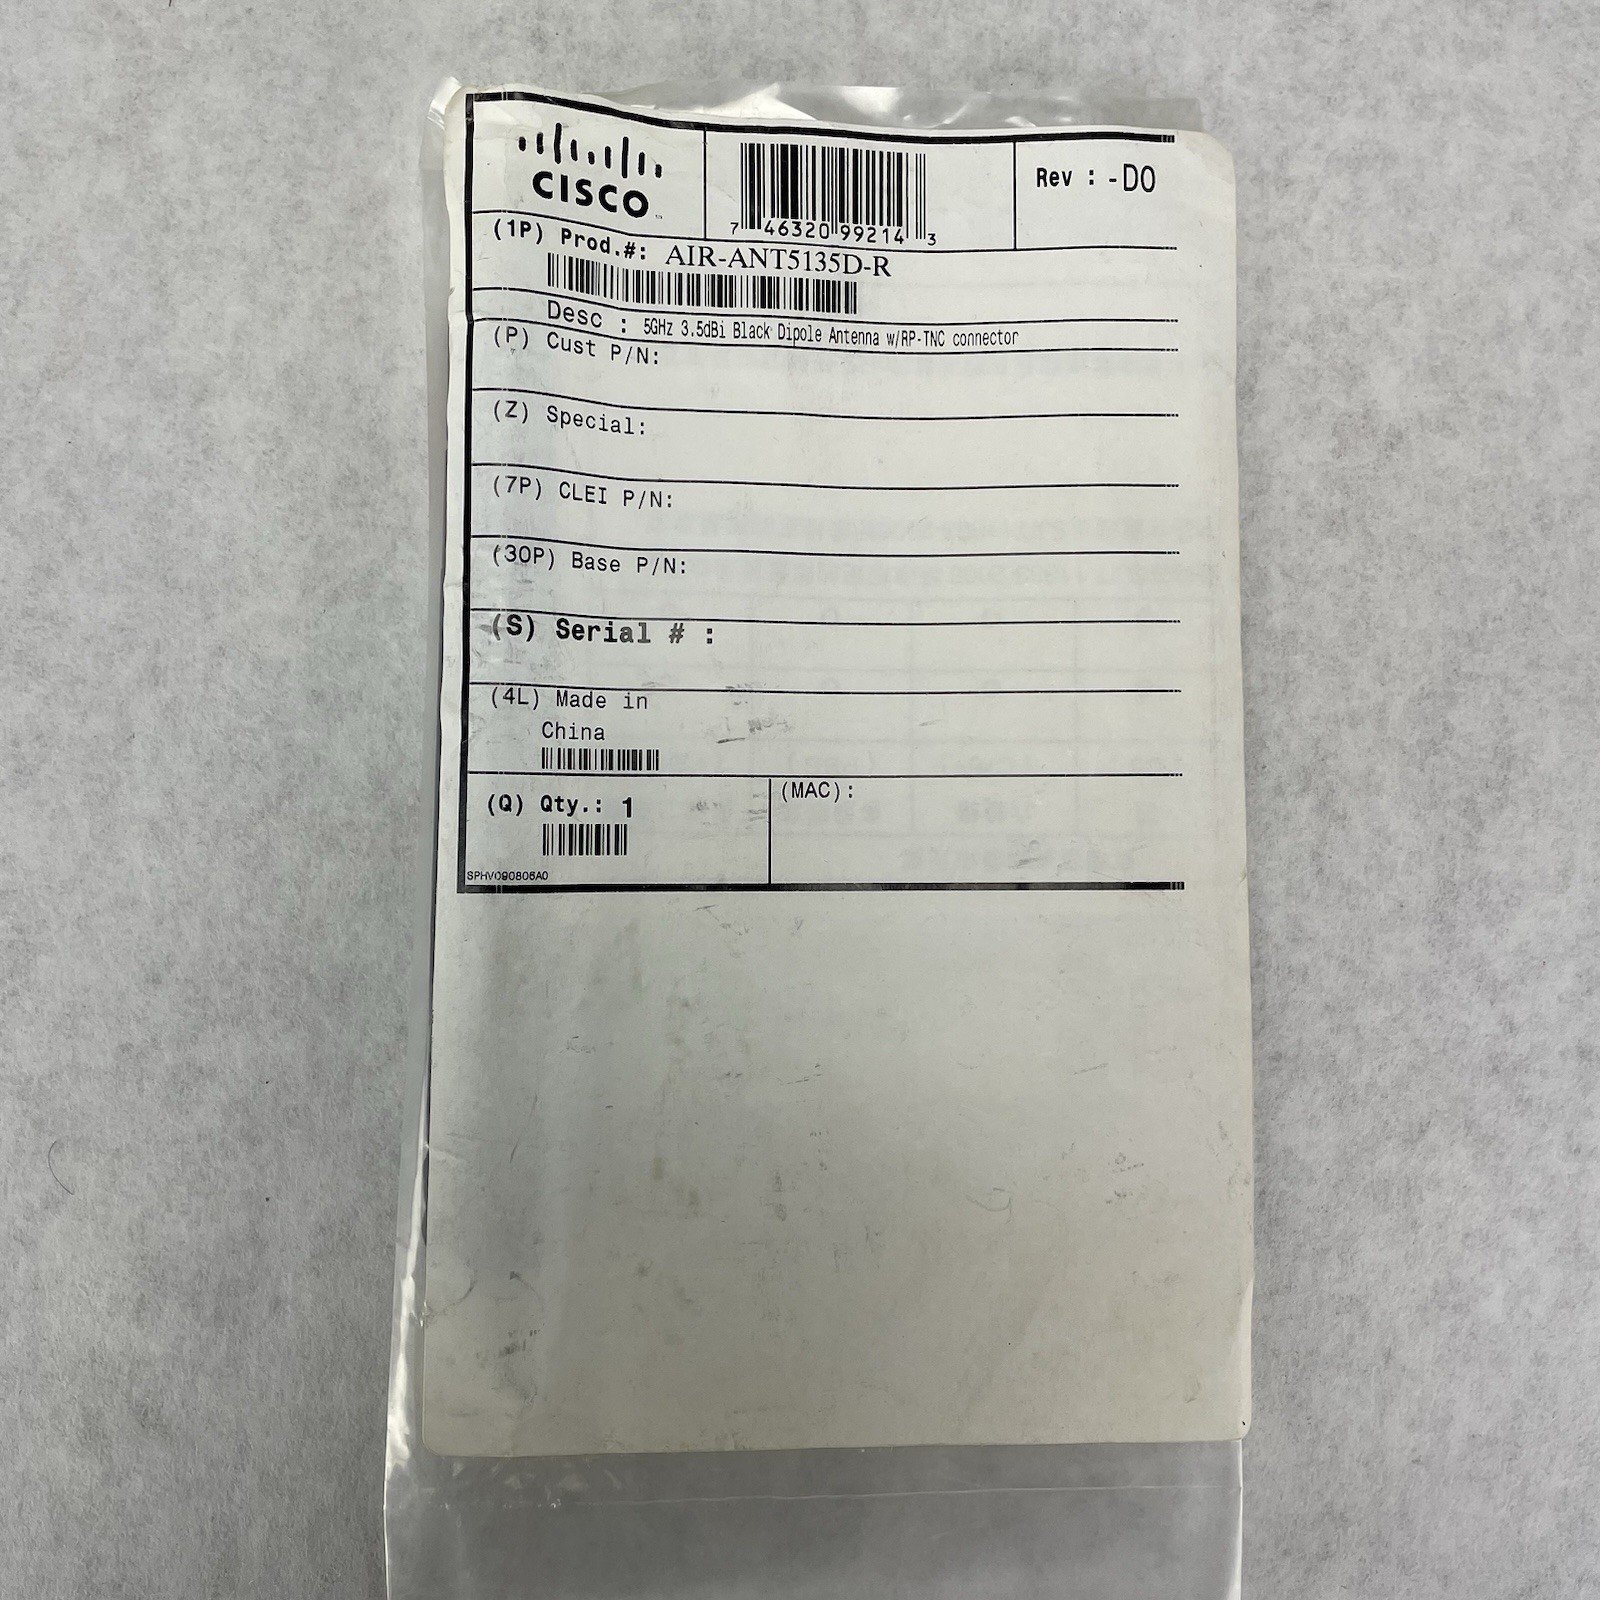 CISCO
7 46320 99214 3
Rev : -D0
(1P) Prod.#: AIR-ANT5135D-R
Desc : 5GHz 3.5dBi Black Dipole Antenna w/RP-TNC connector
(P) Cust P/N:
(Z) Special:
(7P) CLEI P/N:
(30P) Base P/N:
(S) Serial # :
(4L) Made in
China
(Q) Qty.: 1
(MAC):
SPHV090806A0